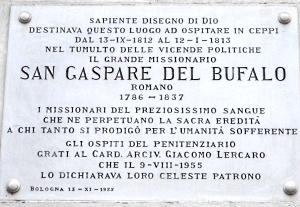 SAPIENTE DISEGNO DI DIO
DESTINAVA QUESTO LUOGO AD OSPITARE IN CEPPI
DAL 13-IX-1812 AL 12-I-1813
NEL TUMULTO DELLE VICENDE POLITICHE
IL GRANDE MISSIONARIO
SAN GASPARE DEL BUFALO
ROMANO
1786 – 1837
I MISSIONARI DEL PREZIOSISSIMO SANGUE
CHE NE PERPETUANO LA SACRA EREDITÀ
A CHI TANTO SI PRODIGÒ PER L'UMANITÀ SOFFERENTE
GLI OSPITI DEL PENITENZIARIO
GRATI AL CARD. ARCIV. GIACOMO LERCARO
CHE IL 9-VIII-1955
LO DICHIARAVA LORO CELESTE PATRONO
BOLOGNA 13 - XI -